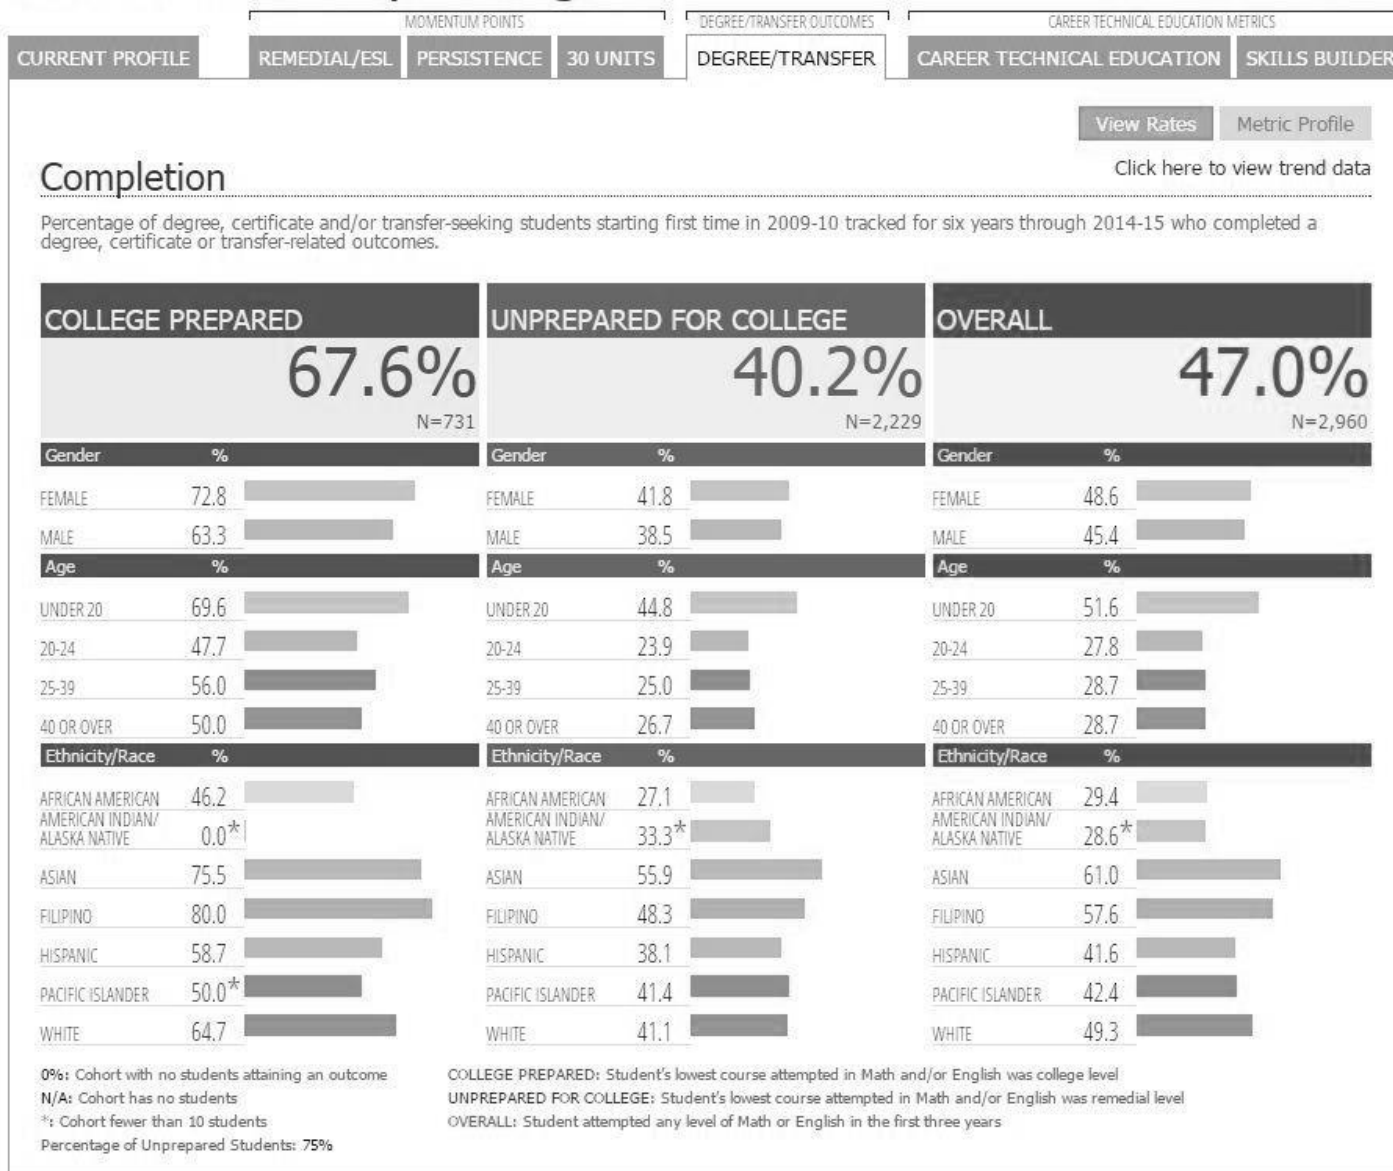 MOMENTUM POINTS DEGREE/TRANSFER OUTCOMES CAREER TECHNICAL EDUCATION METRICS
CURRENT PROFILE REMEDIAL/ESL PERSISTENCE 30 UNITS DEGREE/TRANSFER CAREER TECHNICAL EDUCATION SKILLS BUILDER
View Rates Metric Profile
Click here to view trend data
Completion
Percentage of degree, certificate and/or transfer-seeking students starting first time in 2009-10 tracked for six years through 2014-15 who completed a
degree, certificate or transfer-related outcomes.
COLLEGE PREPARED UNPREPARED FOR COLLEGE OVERALL
67.6% 40.2% 47.0%
N=731 N=2,229 N=2,960
Gender % Gender % Gender %
FEMALE 72.8 FEMALE 41.8 FEMALE 48.6
MALE 63.3 MALE 38.5 MALE 45.4
Age % Age % Age %
UNDER 20 69.6 UNDER 20 44.8 UNDER 20 51.6
20-24 47.7 20-24 23.9 20-24 27.8
25-39 56.0 25-39 25.0 25-39 28.7
40 OR OVER 50.0 40 OR OVER 26.7 40 OR OVER 28.7
Ethnicity/Race % Ethnicity/Race % Ethnicity/Race %
AFRICAN AMERICAN 46.2 AFRICAN AMERICAN 27.1 AFRICAN AMERICAN 29.4
AMERICAN INDIAN/ AMERICAN INDIAN/ AMERICAN INDIAN/
ALASKA NATIVE 0.0* ALASKA NATIVE 33.3* ALASKA NATIVE 28.6*
ASIAN 75.5 ASIAN 55.9 ASIAN 61.0
FILIPINO 80.0 FILIPINO 48.3 FILIPINO 57.6
HISPANIC 58.7 HISPANIC 38.1 HISPANIC 41.6
PACIFIC ISLANDER 50.0* PACIFIC ISLANDER 41.4 PACIFIC ISLANDER 42.4
WHITE 64.7 WHITE 41.1 WHITE 49.3
0%: Cohort with no students attaining an outcome COLLEGE PREPARED: Student's lowest course attempted in Math and/or English was college level
N/A: Cohort has no students UNPREPARED FOR COLLEGE: Student's lowest course attempted in Math and/or English was remedial level
*: Cohort fewer than 10 students OVERALL: Student attempted any level of Math or English in the first three years
Percentage of Unprepared Students: 75%